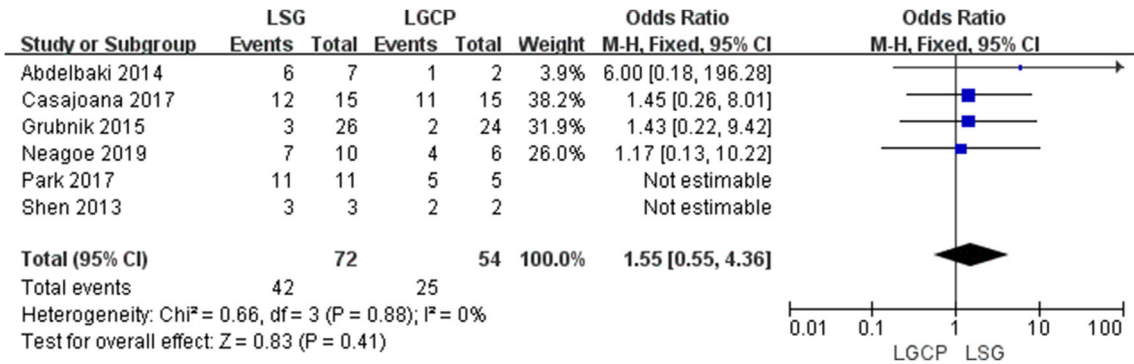 LSG LGCP Odds Ratio Odds Ratio
Study or Subgroup Events Total Events Total Weight M-H, Fixed, 95% CI M-H, Fixed, 95% CI
Abdelbaki 2014 6 7 1 2 3.9% 6.00 [0.18, 196.28]
Casajoana 2017 12 15 11 15 38.2% 1.45 [0.26, 8.01]
Grubnik 2015 3 26 2 24 31.9% 1.43 [0.22, 9.42]
Neagoe 2019 7 10 4 6 26.0% 1.17 [0.13, 10.22]
Park 2017 11 11 5 5 Not estimable
Shen 2013 3 3 2 2 Not estimable
Total (95% CI) 72 54 100.0% 1.55 [0.55, 4.36]
Total events 42 25
Heterogeneity: Chi² = 0.66, df = 3 (P = 0.88); I² = 0%
Test for overall effect: Z = 0.83 (P = 0.41)
0.01 0.1 1 10 100
LGCP LSG